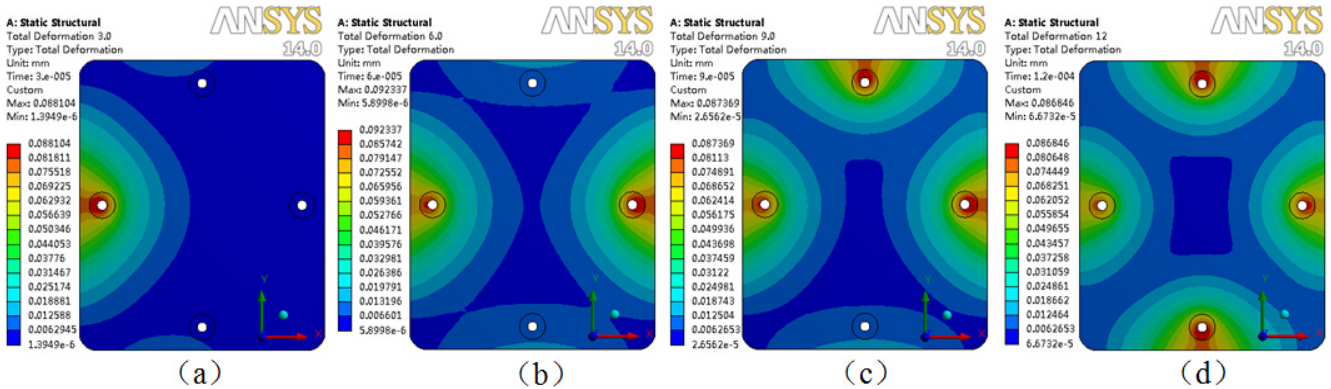 A: Static Structural
Total Deformation 3.0
Type: Total Deformation
Unit: mm
Time: 3.e-005
Custom
Max: 0.088104
Min: 1.3949e-6
ANSYS
14.0
0.088104
0.081811
0.075518
0.069225
0.062932
0.056639
0.050346
0.044053
0.03776
0.031467
0.025174
0.018881
0.012588
0.0062945
1.3949e-6
Y
X
(a)
A: Static Structural
Total Deformation 6.0
Type: Total Deformation
Unit: mm
Time: 6.e-005
Custom
Max: 0.092337
Min: 5.8998e-6
ANSYS
14.0
0.092337
0.085742
0.079147
0.072552
0.065956
0.059361
0.052766
0.046171
0.039576
0.032981
0.026386
0.019791
0.013196
0.006601
5.8998e-6
Y
X
(b)
A: Static Structural
Total Deformation 9.0
Type: Total Deformation
Unit: mm
Time: 9.e-005
Custom
Max: 0.087369
Min: 2.6562e-5
ANSYS
14.0
0.087369
0.08113
0.074891
0.068652
0.062414
0.056175
0.049936
0.043698
0.037459
0.03122
0.024981
0.018743
0.012504
0.0062653
2.6562e-5
Y
X
(c)
A: Static Structural
Total Deformation 12
Type: Total Deformation
Unit: mm
Time: 1.2e-004
Custom
Max: 0.086846
Min: 6.6732e-5
ANSYS
14.0
0.086846
0.080648
0.074449
0.068251
0.062052
0.055854
0.049655
0.043457
0.037258
0.031059
0.024861
0.018662
0.012464
0.0062653
6.6732e-5
Y
X
(d)